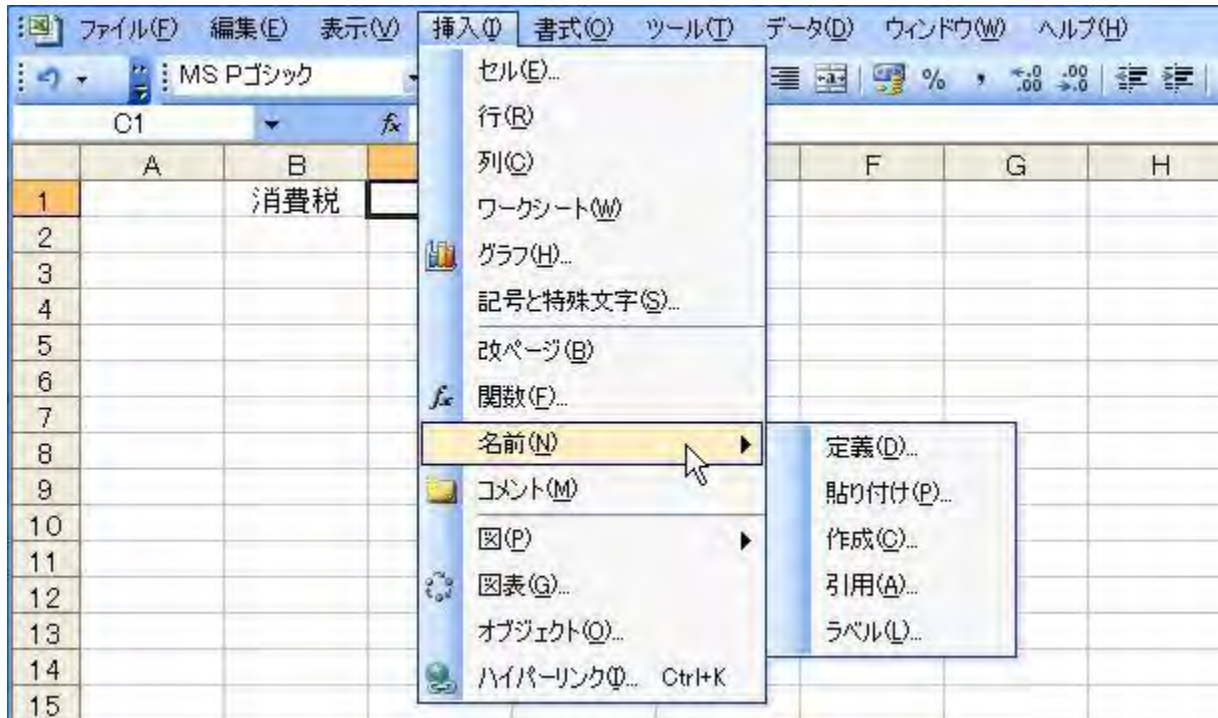 ファイル(F) 編集(E) 表示(V) 挿入(I) 書式(O) ツール(T) データ(D) ウィンドウ(W) ヘルプ(H)
MS Pゴシック % , .0 .00 .00 .0
C1 fx
A B F G H
1 消費税
2
3
4
5
6
7
8
9
10
11
12
13
14
15
セル(E)...
行(R)
列(C)
ワークシート(W)
グラフ(H)...
記号と特殊文字(S)...
改ページ(B)
fx 関数(F)...
名前(N)
コメント(M)
図(P)
図表(G)...
オブジェクト(O)...
ハイパーリンク(I)... Ctrl+K
定義(D)...
貼り付け(P)...
作成(C)...
引用(A)...
ラベル(L)...